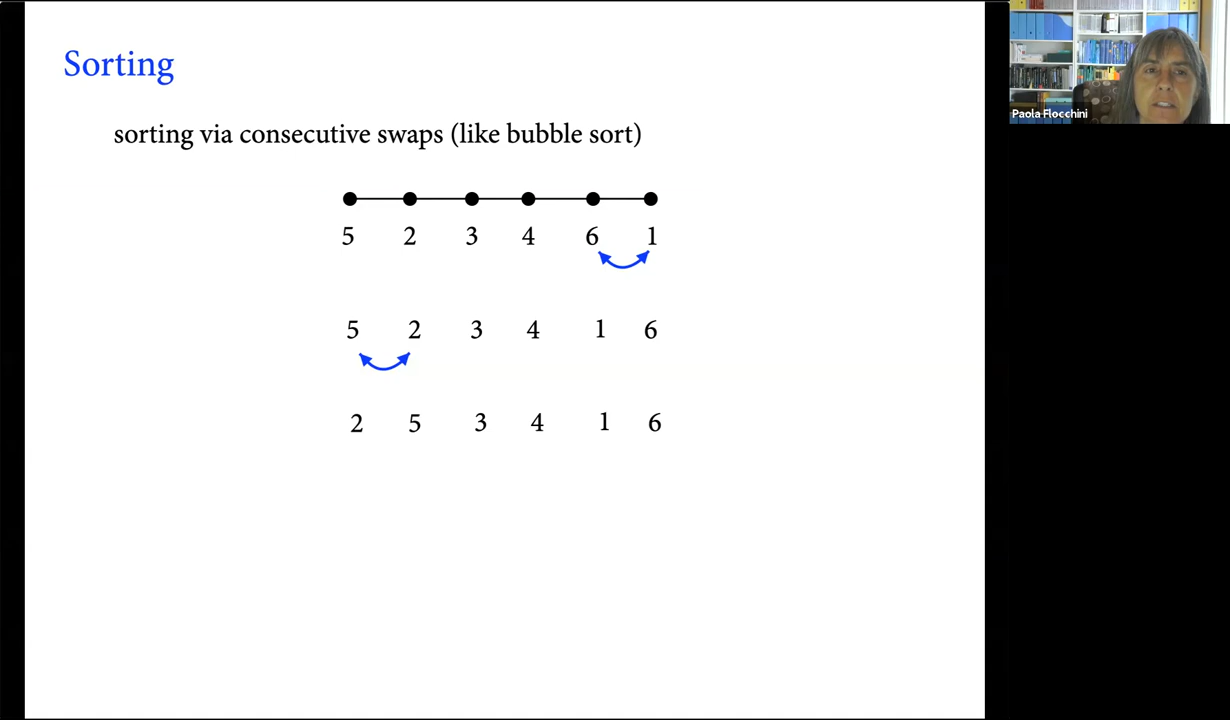 Sorting
sorting via consecutive swaps (like bubble sort)
5 2 3 4 6 1
5 2 3 4 1 6
2 5 3 4 1 6
Paola Flocchini